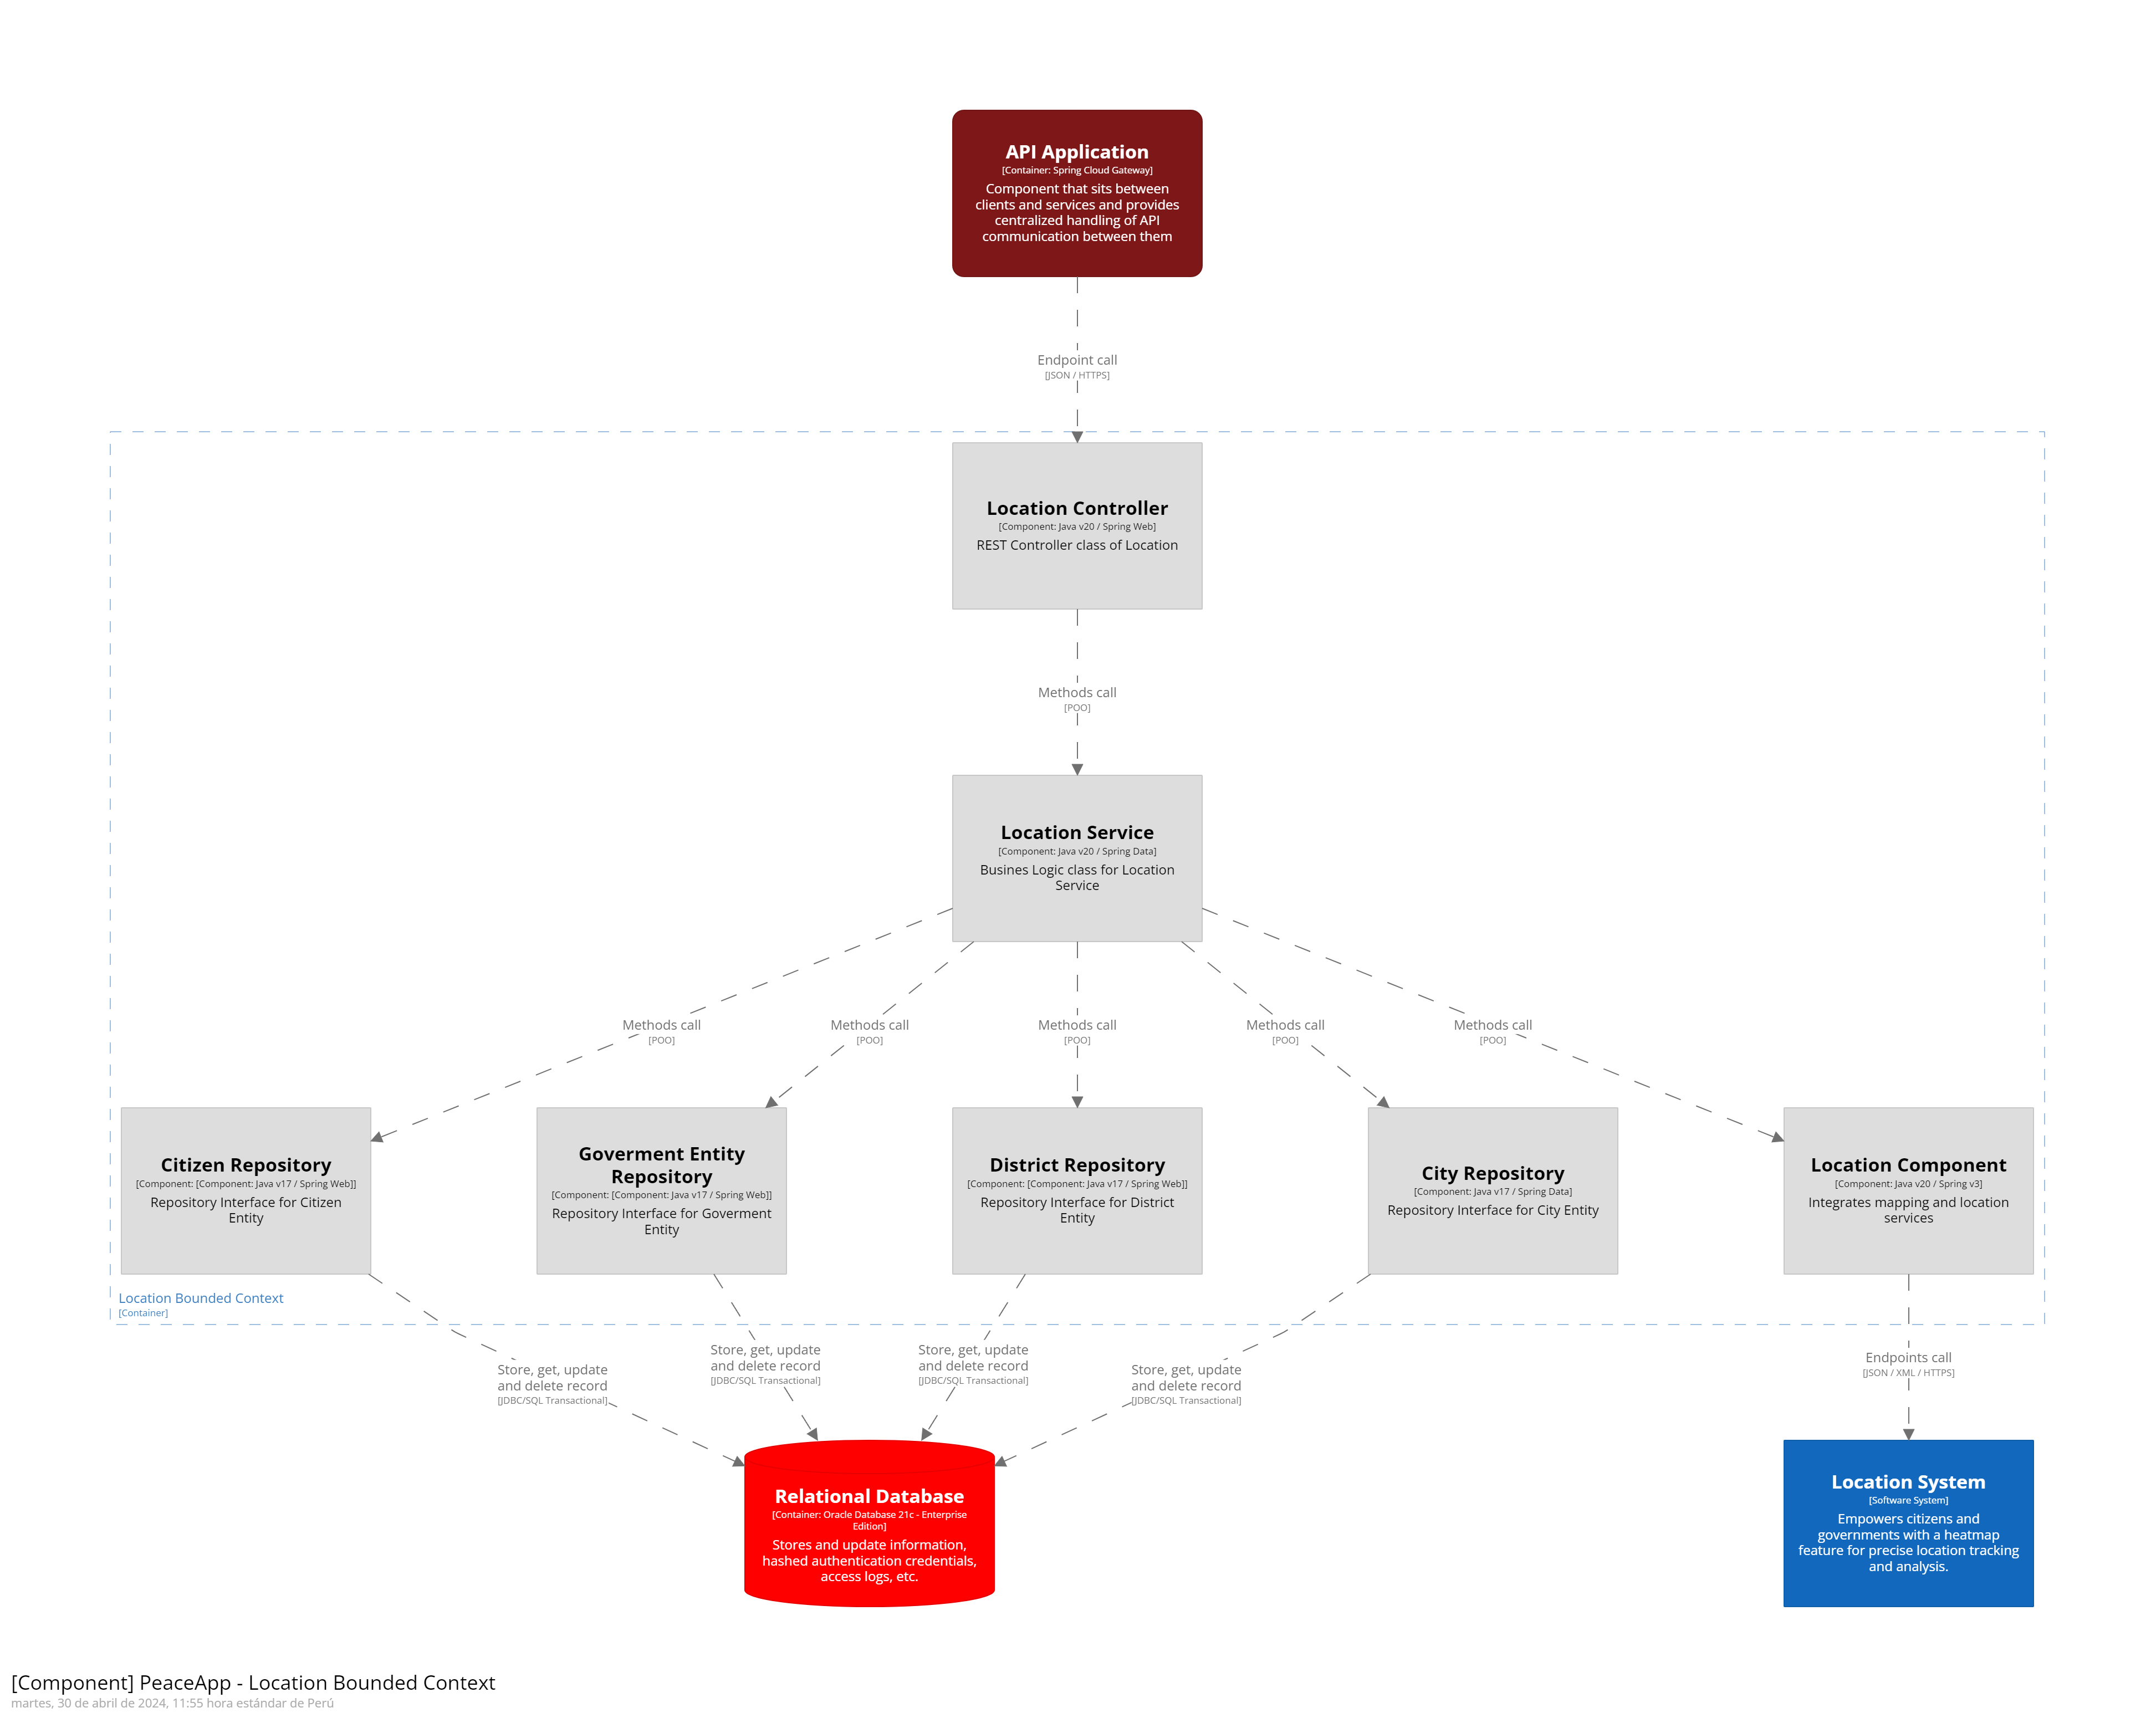 API Application
[Container: Spring Cloud Gateway]
Component that sits between
clients and services and provides
centralized handling of API
communication between them
Endpoint call
[JSON / HTTPS]
Location Controller
[Component: Java v20 / Spring Web]
REST Controller class of Location
Methods call
[POO]
Location Service
[Component: Java v20 / Spring Data]
Busines Logic class for Location
Service
Methods call
[POO]
Methods call
[POO]
Methods call
[POO]
Methods call
[POO]
Methods call
[POO]
Citizen Repository
[Component: [Component: Java v17 / Spring Web]]
Repository Interface for Citizen
Entity
Goverment Entity
Repository
[Component: [Component: Java v17 / Spring Web]]
Repository Interface for Goverment
Entity
District Repository
[Component: [Component: Java v17 / Spring Web]]
Repository Interface for District
Entity
City Repository
[Component: Java v17 / Spring Data]
Repository Interface for City Entity
Location Component
[Component: Java v20 / Spring v3]
Integrates mapping and location
services
Location Bounded Context
[Container]
Store, get, update
and delete record
[JDBC/SQL Transactional]
Store, get, update
and delete record
[JDBC/SQL Transactional]
Store, get, update
and delete record
[JDBC/SQL Transactional]
Store, get, update
and delete record
[JDBC/SQL Transactional]
Endpoints call
[JSON / XML / HTTPS]
Relational Database
[Container: Oracle Database 21c - Enterprise
Edition]
Stores and update information,
hashed authentication credentials,
access logs, etc.
Location System
[Software System]
Empowers citizens and
governments with a heatmap
feature for precise location tracking
and analysis.
[Component] PeaceApp - Location Bounded Context
martes, 30 de abril de 2024, 11:55 hora estándar de Perú